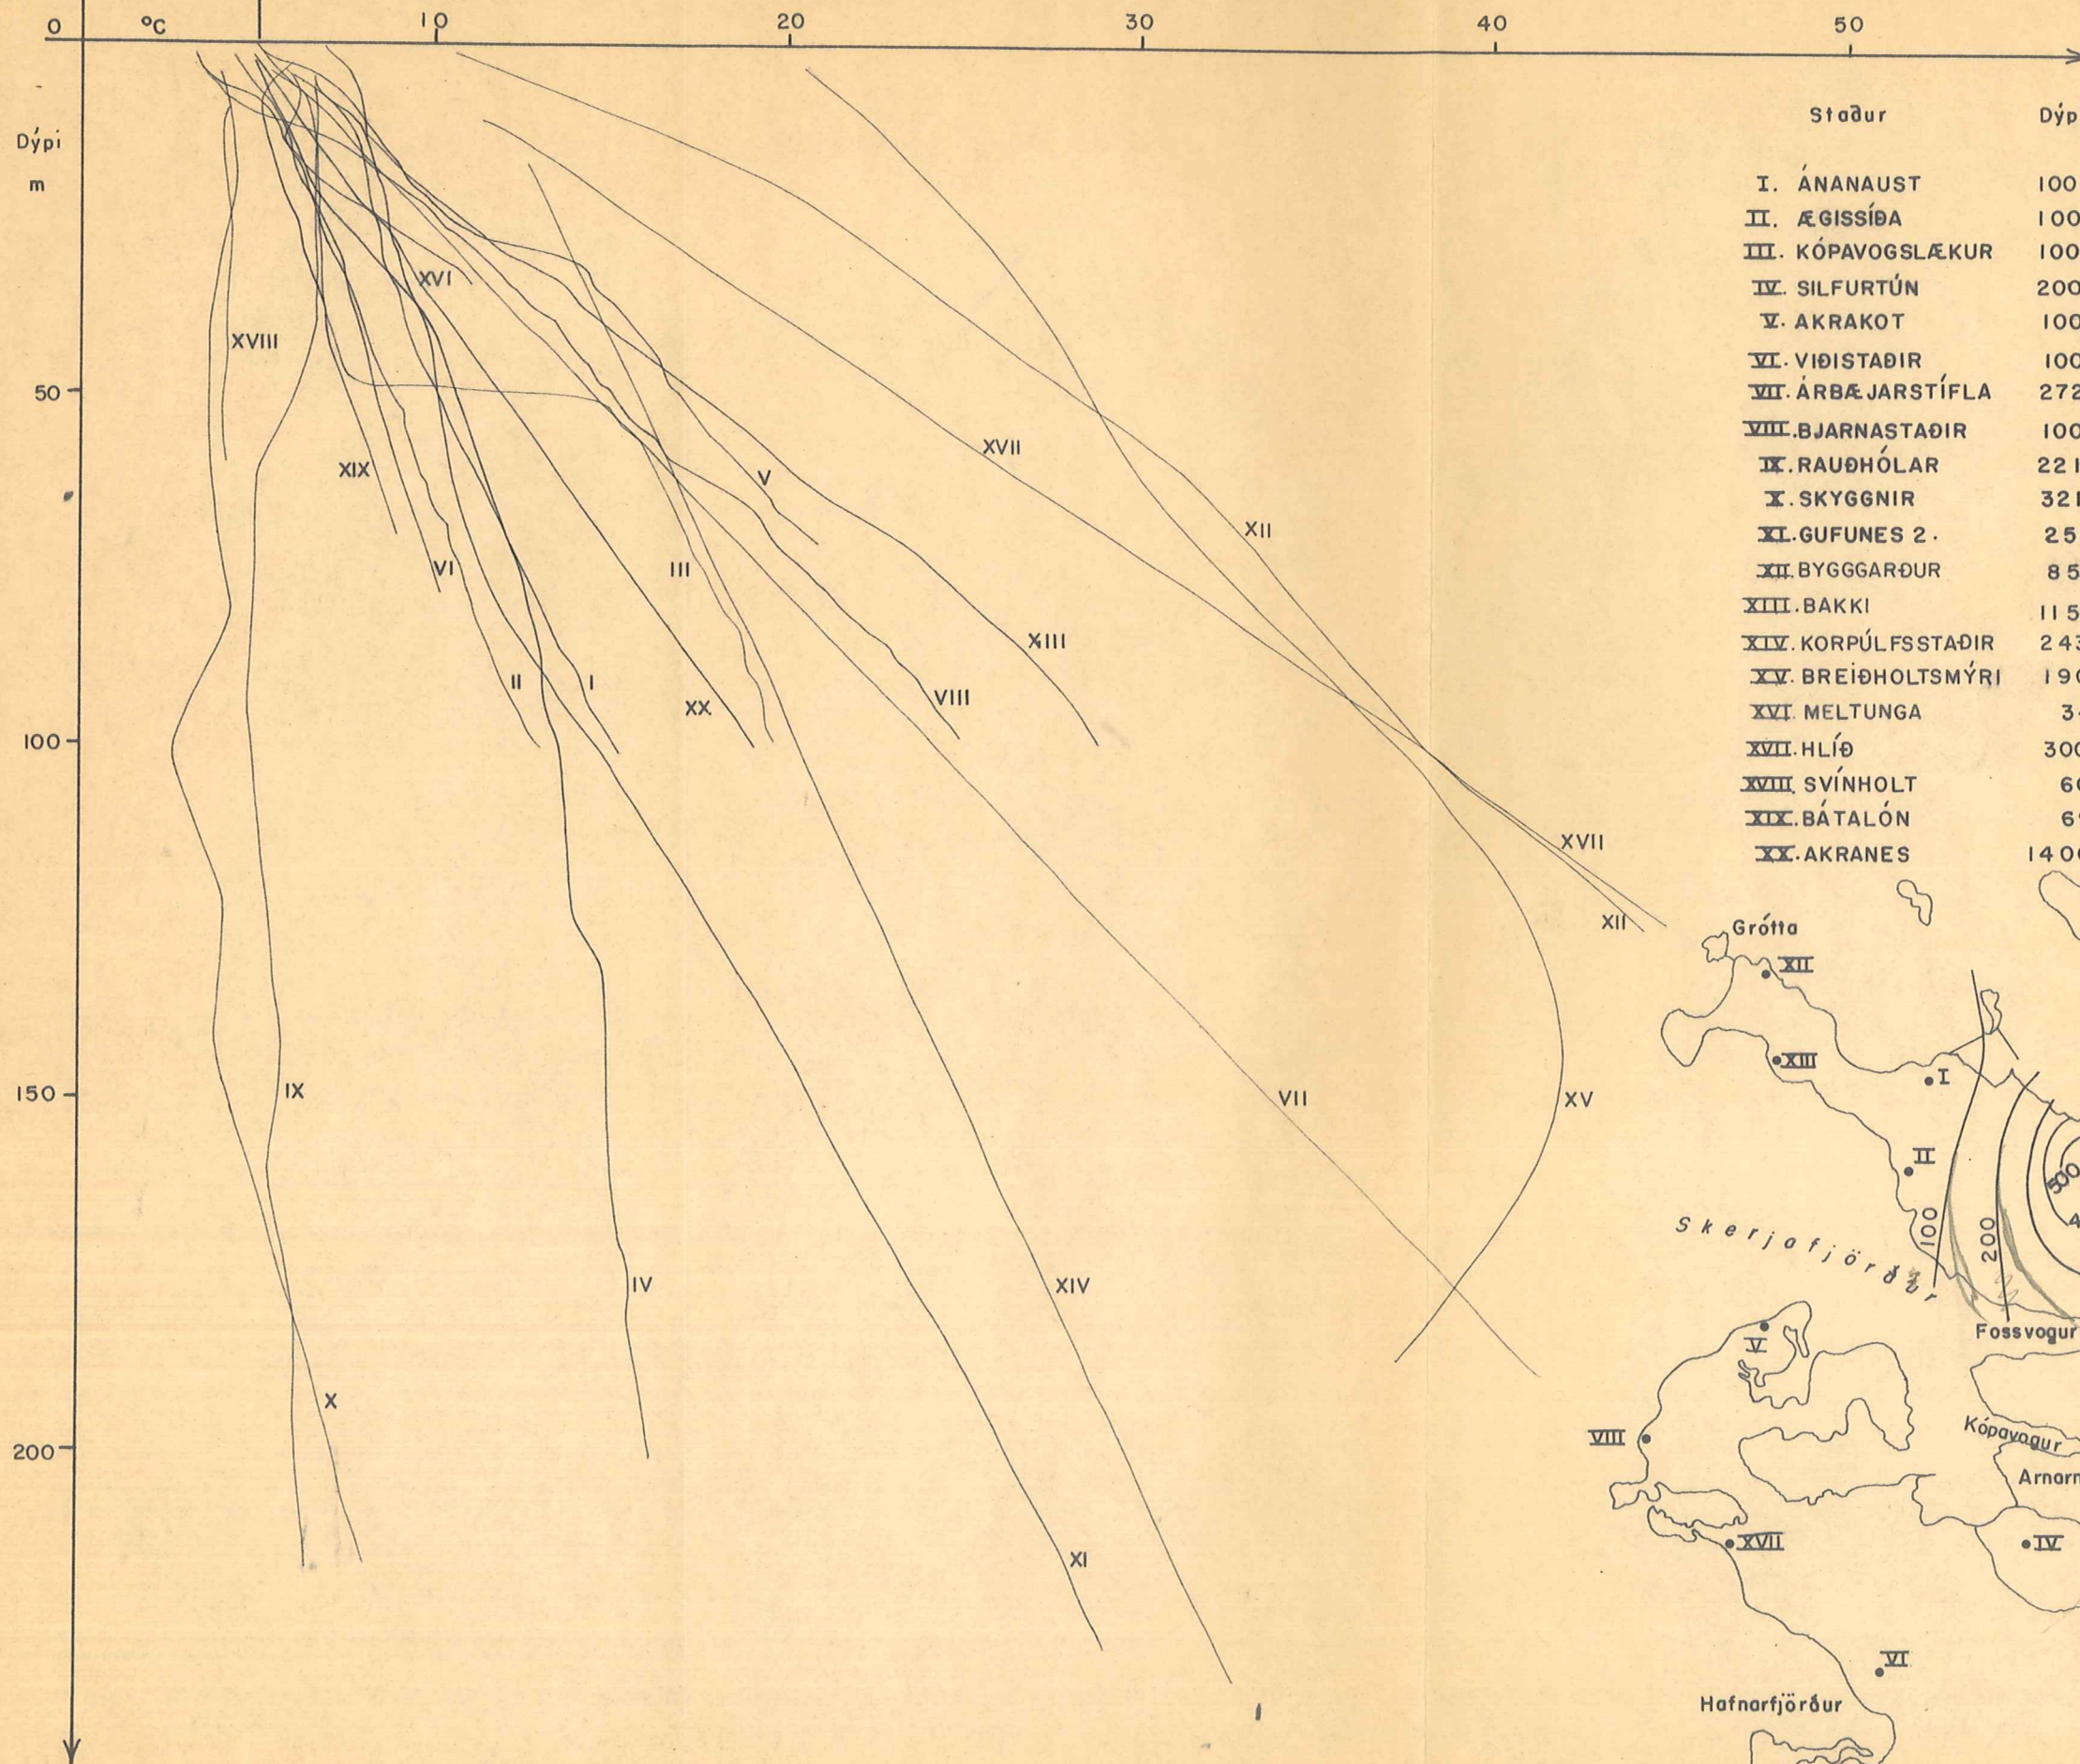 0 °C 10 20 30 40 50
Dýpi
m
50
100
150
200
XVI
XVIII
XVII
XIX
V
XII
VI
III
XIII
II
I
XX
VIII
XVII
XII
IX
VII
XV
IV
XIV
X
XI
Staður
I. ÁNANAUST 100
II. ÆGISSÍÐA 100
III. KÓPAVOGSLÆKUR 100
IV. SILFURTÚN 200
V. AKRAKOT 100
VI. VIÐISTAÐIR 100
VII. ÁRBÆJARSTÍFLA 272
VIII. BJARNASTAÐIR 100
IX. RAUÐHÓLAR 221
X. SKYGGNIR 321
XI. GUFUNES 2. 25
XII. BYGGGARÐUR 85
XIII. BAKKI 115
XIV. KORPÚLFSSTAÐIR 243
XV. BREIÐHOLTSMÝRI 190
XVI. MELTUNGA 3
XVII. HLÍÐ 300
XVIII. SVÍNHOLT 60
XIX. BÁTALÓN 6
XX. AKRANES 1400
Grótta
XII
XIII
I
II
500
100
200
Skerjafjörður
Fossvogur
V
Kópavogur
VIII
XVII
IV
VI
Hafnarfjörður